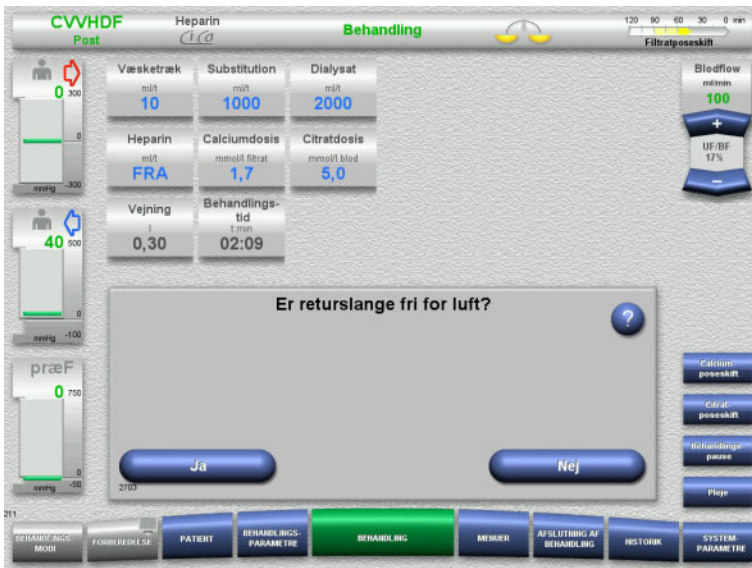 CVVHDF
Post
Heparin
Ci Ca
Behandling
120 90 60 30 0 min
Filtratposeskift
0 300
0
mmHg -300
40 500
0
mmHg -100
præF
0 750
0
mmHg -50
Væsketræk
ml/t
10
Substitution
ml/t
1000
Dialysat
ml/t
2000
Heparin
ml/t
FRA
Calciumdosis
mmol/l filtrat
1,7
Citratdosis
mmol/l blod
5,0
Vejning
l
0,30
Behandlings-
tid
t:min
02:09
Blodflow
ml/min
100
+
UF/BF
17%
–
Er returslange fri for luft?
?
Ja
Nej
2703
Calcium-
poseskift
Citrat-
poseskift
Behandlings-
pause
Pleje
211
BEHANDLINGS-
MODI
FORBEREDELSE
PATIENT
BEHANDLINGS-
PARAMETRE
BEHANDLING
MENUER
AFSLUTNING AF
BEHANDLING
HISTORIK
SYSTEM-
PARAMETRE